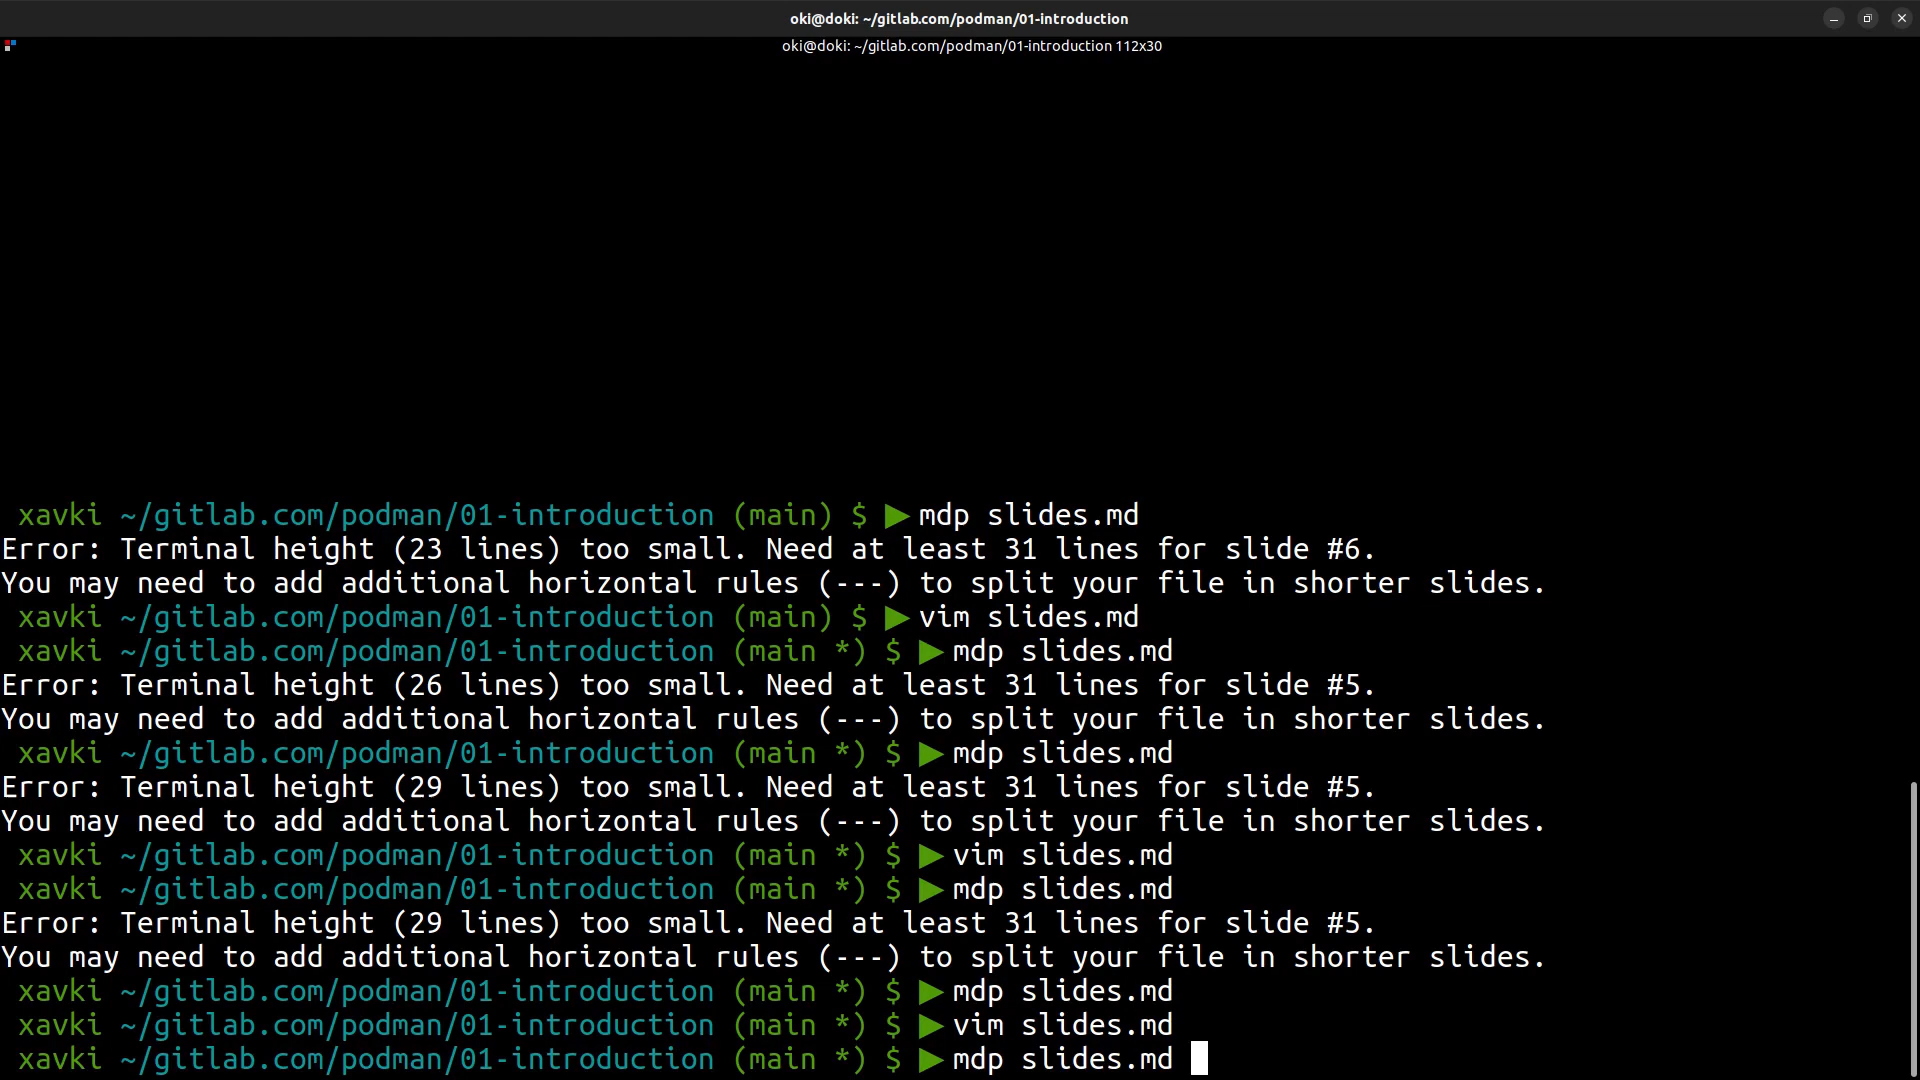 oki@doki: ~/gitlab.com/podman/01-introduction
oki@doki: ~/gitlab.com/podman/01-introduction 112x30
xavki ~/gitlab.com/podman/01-introduction (main) $ ▶ mdp slides.md
Error: Terminal height (23 lines) too small. Need at least 31 lines for slide #6.
You may need to add additional horizontal rules (---) to split your file in shorter slides.
xavki ~/gitlab.com/podman/01-introduction (main) $ ▶ vim slides.md
xavki ~/gitlab.com/podman/01-introduction (main *) $ ▶ mdp slides.md
Error: Terminal height (26 lines) too small. Need at least 31 lines for slide #5.
You may need to add additional horizontal rules (---) to split your file in shorter slides.
xavki ~/gitlab.com/podman/01-introduction (main *) $ ▶ mdp slides.md
Error: Terminal height (29 lines) too small. Need at least 31 lines for slide #5.
You may need to add additional horizontal rules (---) to split your file in shorter slides.
xavki ~/gitlab.com/podman/01-introduction (main *) $ ▶ vim slides.md
xavki ~/gitlab.com/podman/01-introduction (main *) $ ▶ mdp slides.md
Error: Terminal height (29 lines) too small. Need at least 31 lines for slide #5.
You may need to add additional horizontal rules (---) to split your file in shorter slides.
xavki ~/gitlab.com/podman/01-introduction (main *) $ ▶ mdp slides.md
xavki ~/gitlab.com/podman/01-introduction (main *) $ ▶ vim slides.md
xavki ~/gitlab.com/podman/01-introduction (main *) $ ▶ mdp slides.md